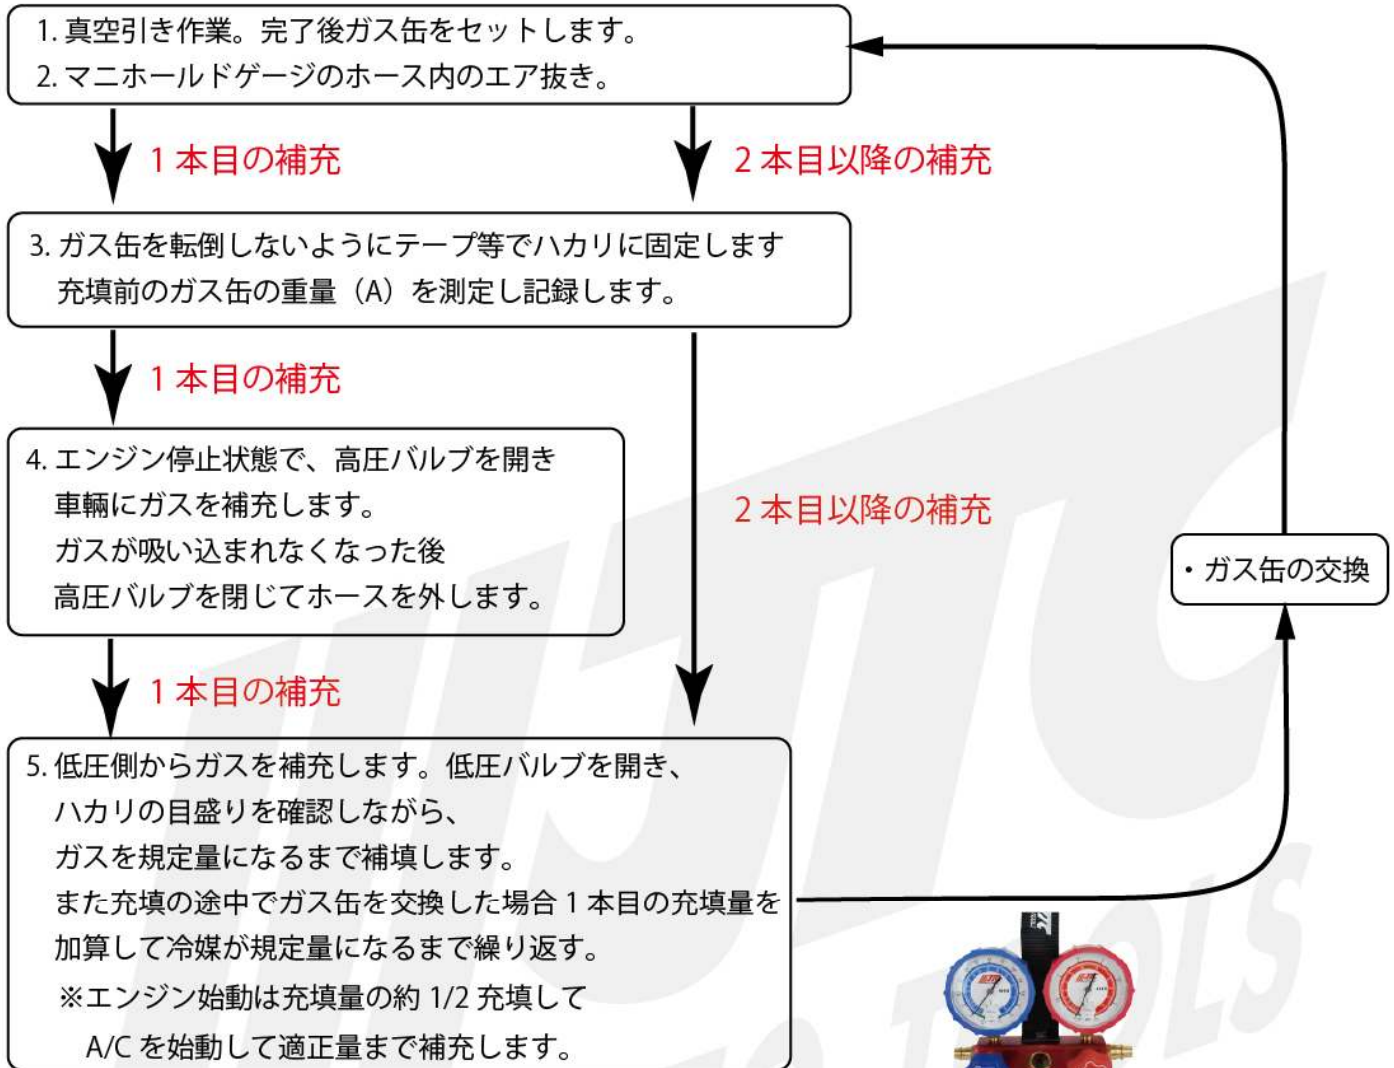 1. 真空引き作業。完了後ガス缶をセットします。
2. マニホールドゲージのホース内のエア抜き。
1 本目の補充
2 本目以降の補充
3. ガス缶を転倒しないようにテープ等でハカリに固定します
充填前のガス缶の重量（A）を測定し記録します。
1 本目の補充
4. エンジン停止状態で、高圧バルブを開き
車輛にガスを補充します。
ガスが吸い込まれなくなった後
高圧バルブを閉じてホースを外します。
2 本目以降の補充
・ガス缶の交換
1 本目の補充
5. 低圧側からガスを補充します。低圧バルブを開き、
ハカリの目盛りを確認しながら、
ガスを規定量になるまで補填します。
また充填の途中でガス缶を交換した場合 1 本目の充填量を
加算して冷媒が規定量になるまで繰り返す。
※エンジン始動は充填量の約 1/2 充填して
A/C を始動して適正量まで補充します。
JTC